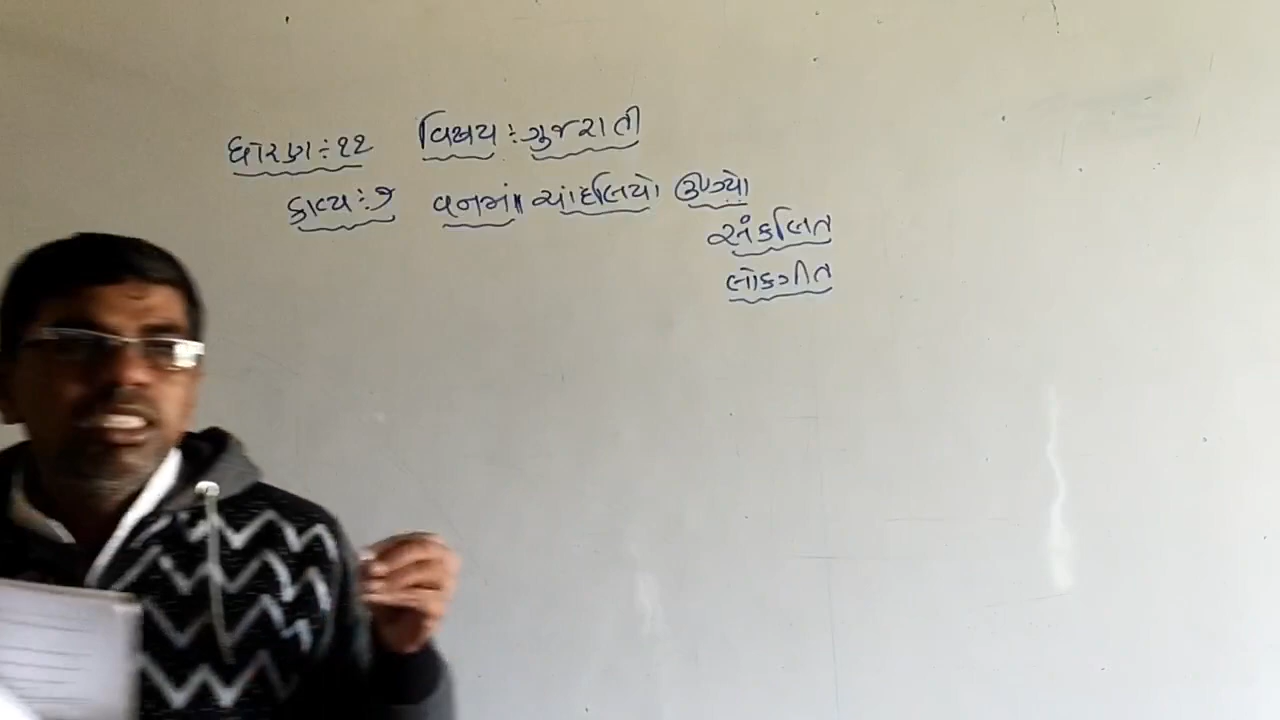 ધોરણ:-૧૨ વિષય:- ગુજરાતી
કાવ્ય:-૭ વનમાં ચાંદલિયો ઊગ્યો
સંકલિત
લોકગીત